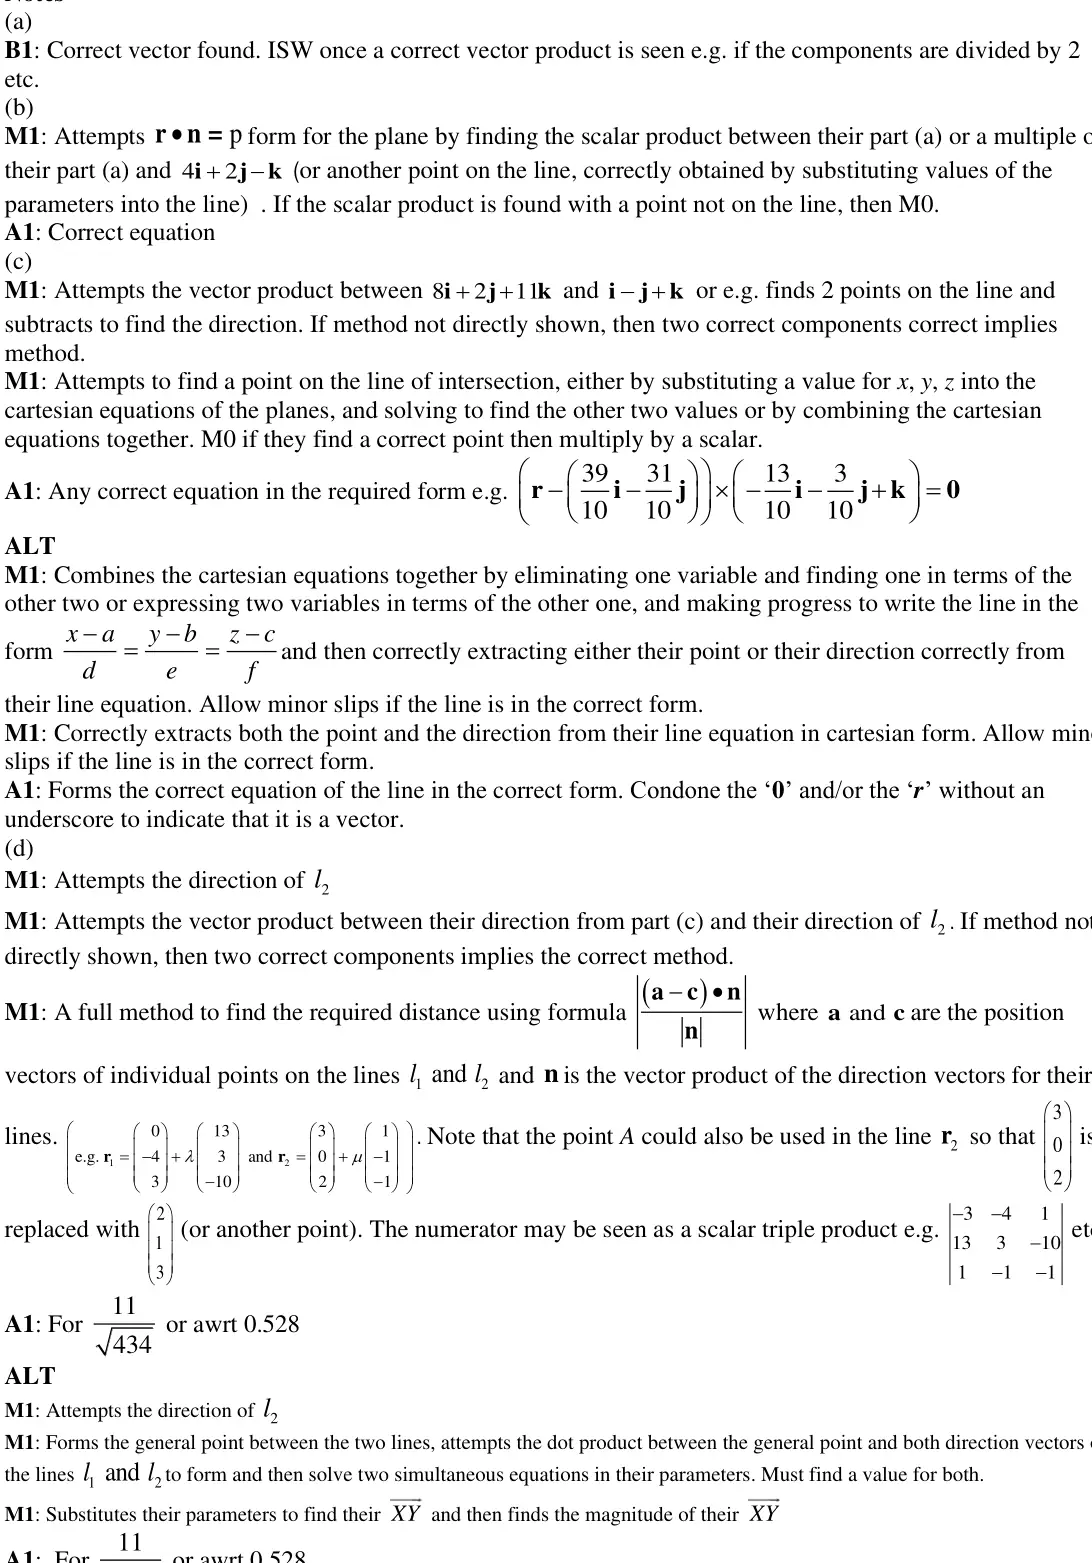 Notes
(a)
B1: Correct vector found. ISW once a correct vector product is seen e.g. if the components are divided by 2
etc.
(b)
M1: Attempts r • n = p form for the plane by finding the scalar product between their part (a) or a multiple o
their part (a) and 4i + 2j − k (or another point on the line, correctly obtained by substituting values of the
parameters into the line) . If the scalar product is found with a point not on the line, then M0.
A1: Correct equation
(c)
M1: Attempts the vector product between 8i + 2j + 11k and i − j + k or e.g. finds 2 points on the line and
subtracts to find the direction. If method not directly shown, then two correct components correct implies
method.
M1: Attempts to find a point on the line of intersection, either by substituting a value for x, y, z into the
cartesian equations of the planes, and solving to find the other two values or by combining the cartesian
equations together. M0 if they find a correct point then multiply by a scalar.
A1: Any correct equation in the required form e.g. (r − (39/10 i − 31/10 j)) × (−13/10 i − 3/10 j + k) = 0
ALT
M1: Combines the cartesian equations together by eliminating one variable and finding one in terms of the
other two or expressing two variables in terms of the other one, and making progress to write the line in the
form (x − a)/d = (y − b)/e = (z − c)/f and then correctly extracting either their point or their direction correctly from
their line equation. Allow minor slips if the line is in the correct form.
M1: Correctly extracts both the point and the direction from their line equation in cartesian form. Allow mino
slips if the line is in the correct form.
A1: Forms the correct equation of the line in the correct form. Condone the ‘0’ and/or the ‘r’ without an
underscore to indicate that it is a vector.
(d)
M1: Attempts the direction of l₂
M1: Attempts the vector product between their direction from part (c) and their direction of l₂. If method not
directly shown, then two correct components implies the correct method.
M1: A full method to find the required distance using formula |(a − c) • n / |n|| where a and c are the position
vectors of individual points on the lines l₁ and l₂ and n is the vector product of the direction vectors for their
lines. (e.g. r₁ = (0 −4 3) + λ(13 3 −10) and r₂ = (3 0 2) + μ(1 −1 −1)). Note that the point A could also be used in the line r₂ so that (3 0 2) is
replaced with (2 1 3) (or another point). The numerator may be seen as a scalar triple product e.g. |−3 −4 1 13 3 −10 1 −1 −1| etc
A1: For 11/√434 or awrt 0.528
ALT
M1: Attempts the direction of l₂
M1: Forms the general point between the two lines, attempts the dot product between the general point and both direction vectors o
the lines l₁ and l₂ to form and then solve two simultaneous equations in their parameters. Must find a value for both.
M1: Substitutes their parameters to find their XY and then finds the magnitude of their XY
A1: For 11 or awrt 0.528